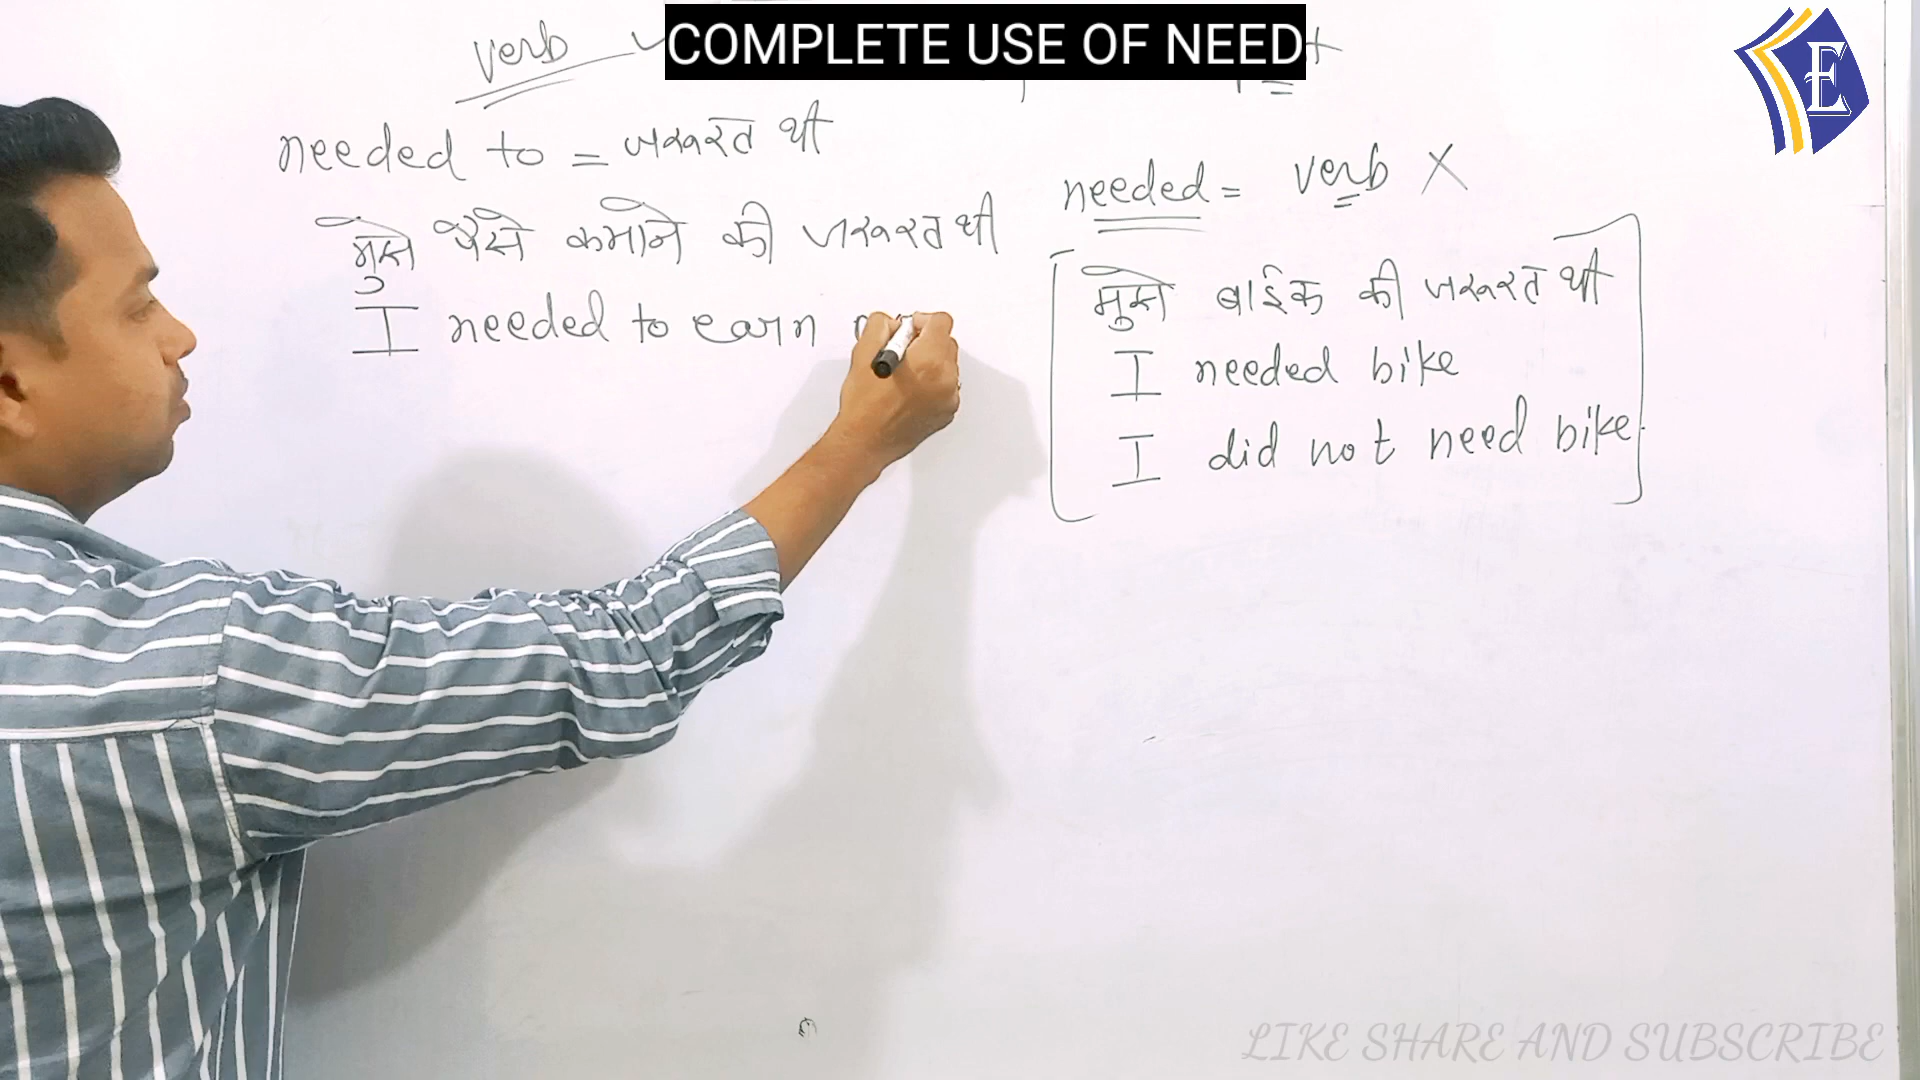 COMPLETE USE OF NEED
E
verb
needed to = जरूरत थी
मुझे पैसे कमाने की जरूरत थी
I needed to earn
needed = verb X
मुझे बाईक की जरूरत थी
I needed bike
I did not need bike
LIKE SHARE AND SUBSCRIBE